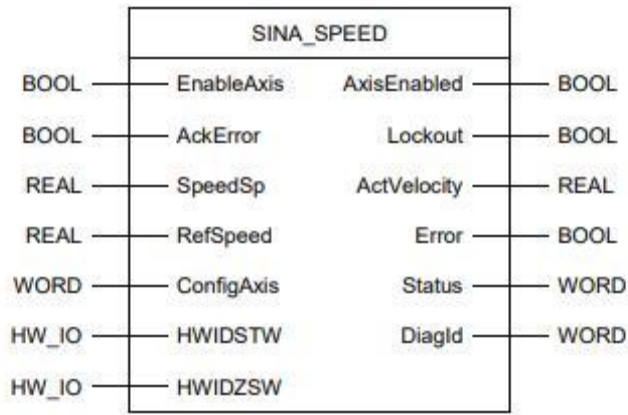 SINA_SPEED
BOOL EnableAxis AxisEnabled BOOL
BOOL AckError Lockout BOOL
REAL SpeedSp ActVelocity REAL
REAL RefSpeed Error BOOL
WORD ConfigAxis Status WORD
HW_IO HWIDSTW DiagId WORD
HW_IO HWIDZSW